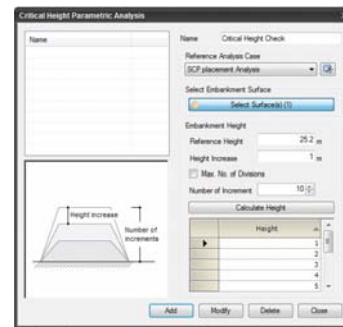 Critical Height Parametric Analysis
Name
Name Critical Height Check
Reference Analysis Case
SCP placement Analysis
Select Embankment Surface
Select Surface(s) (1)
Embankment Height
Reference Height 25.2 m
Height Increase 1 m
Max. No. of Divisions
Number of Increment 10
Calculate Height
Height
1
2
3
4
5
Height increase
Number of
increments
Add Modify Delete Close